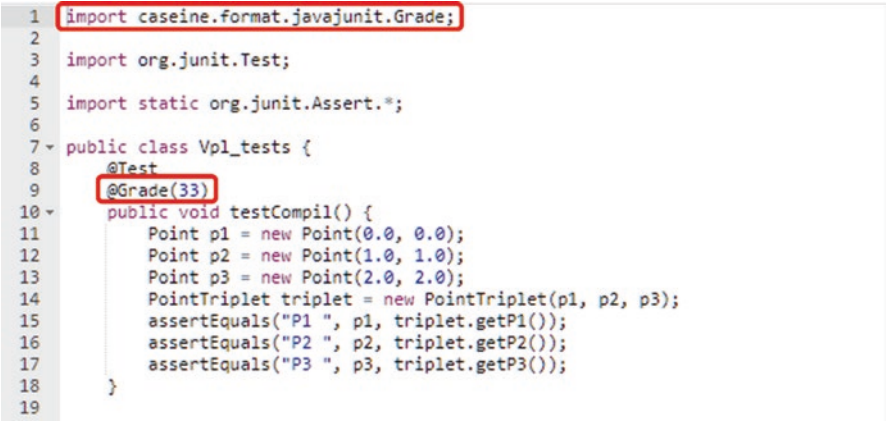 1 import caseine.format.javajunit.Grade;
2
3 import org.junit.Test;
4
5 import static org.junit.Assert.*;
6
7 public class Vpl_tests {
8 @Test
9 @Grade(33)
10 public void testCompil() {
11 Point p1 = new Point(0.0, 0.0);
12 Point p2 = new Point(1.0, 1.0);
13 Point p3 = new Point(2.0, 2.0);
14 PointTriplet triplet = new PointTriplet(p1, p2, p3);
15 assertEquals("P1 ", p1, triplet.getP1());
16 assertEquals("P2 ", p2, triplet.getP2());
17 assertEquals("P3 ", p3, triplet.getP3());
18 }
19